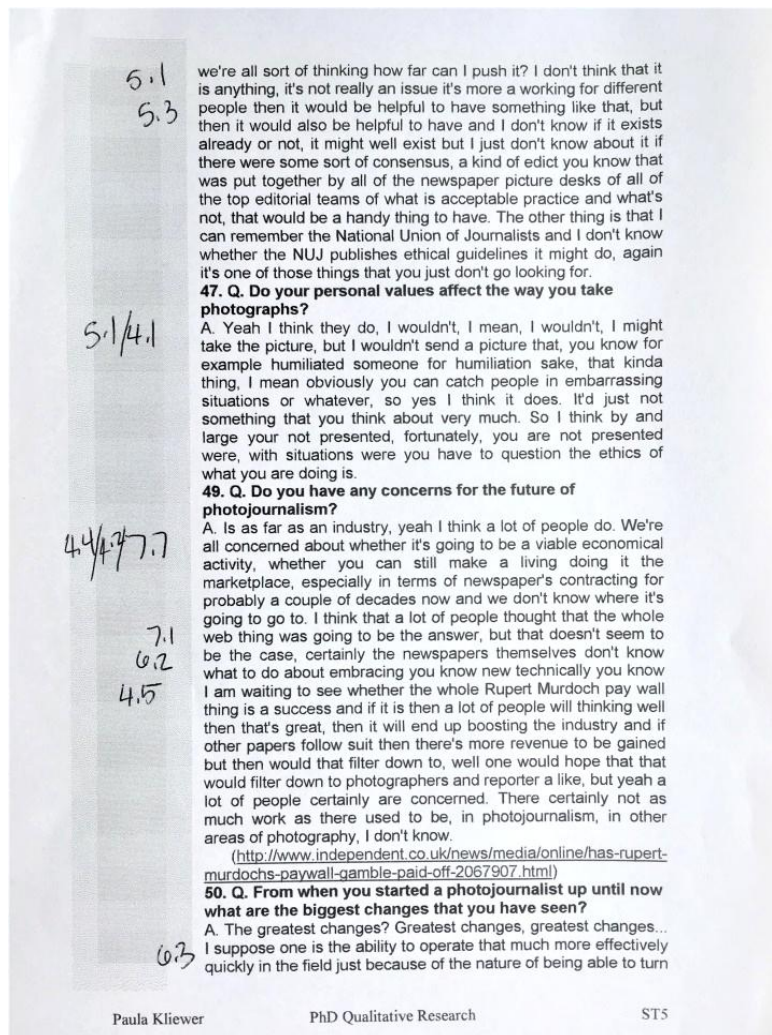 5.1
5.3
we're all sort of thinking how far can I push it? I don't think that it
is anything, it's not really an issue it's more a working for different
people then it would be helpful to have something like that, but
then it would also be helpful to have and I don't know if it exists
already or not, it might well exist but I just don't know about it if
there were some sort of consensus, a kind of edict you know that
was put together by all of the newspaper picture desks of all of
the top editorial teams of what is acceptable practice and what's
not, that would be a handy thing to have. The other thing is that I
can remember the National Union of Journalists and I don't know
whether the NUJ publishes ethical guidelines it might do, again
it's one of those things that you just don't go looking for.
47. Q. Do your personal values affect the way you take
photographs?
5.1/4.1
A. Yeah I think they do, I wouldn't, I mean, I wouldn't, I might
take the picture, but I wouldn't send a picture that, you know for
example humiliated someone for humiliation sake, that kinda
thing, I mean obviously you can catch people in embarrassing
situations or whatever, so yes I think it does. It'd just not
something that you think about very much. So I think by and
large your not presented, fortunately, you are not presented
were, with situations were you have to question the ethics of
what you are doing is.
49. Q. Do you have any concerns for the future of
photojournalism?
A. Is as far as an industry, yeah I think a lot of people do. We're
all concerned about whether it's going to be a viable economical
activity, whether you can still make a living doing it the
marketplace, especially in terms of newspaper's contracting for
probably a couple of decades now and we don't know where it's
going to go to. I think that a lot of people thought that the whole
7.1
web thing was going to be the answer, but that doesn't seem to
6.2
be the case, certainly the newspapers themselves don't know
what to do about embracing you know new technically you know
4.5
I am waiting to see whether the whole Rupert Murdoch pay wall
thing is a success and if it is then a lot of people will thinking well
then that's great, then it will end up boosting the industry and if
other papers follow suit then there's more revenue to be gained
but then would that filter down to, well one would hope that that
would filter down to photographers and reporter a like, but yeah a
lot of people certainly are concerned. There certainly not as
much work as there used to be, in photojournalism, in other
areas of photography, I don't know.
(http://www.independent.co.uk/news/media/online/has-rupert-
murdochs-paywall-gamble-paid-off-2067907.html)
50. Q. From when you started a photojournalist up until now
what are the biggest changes that you have seen?
A. The greatest changes? Greatest changes, greatest changes...
6.3
I suppose one is the ability to operate that much more effectively
quickly in the field just because of the nature of being able to turn
Paula Kliewer PhD Qualitative Research ST5